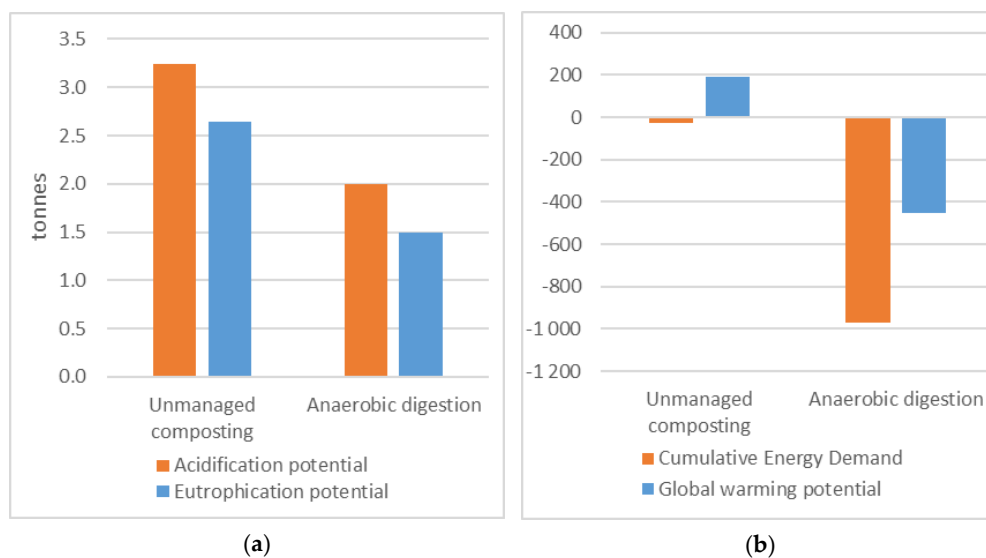 3.5
3.0
2.5
2.0
1.5
1.0
0.5
0.0
tonnes
Unmanaged
composting
Anaerobic digestion
Acidification potential
Eutrophication potential
(a)
400
200
0
-200
-400
-600
-800
-1 000
-1 200
Unmanaged
composting
Anaerobic digestion
Cumulative Energy Demand
Global warming potential
(b)